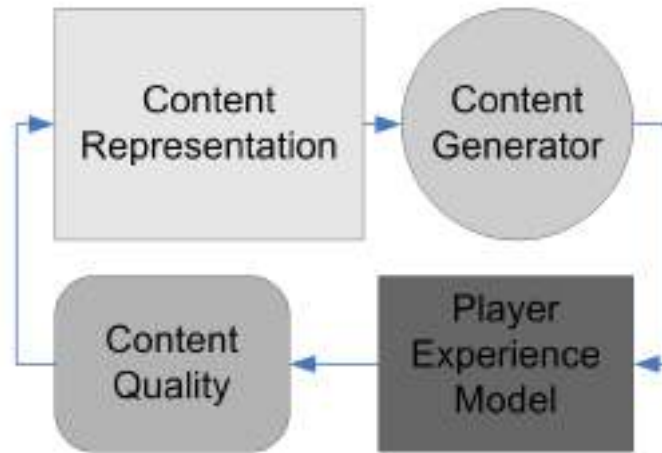 Content
Representation
Content
Generator
Content
Quality
Player
Experience
Model